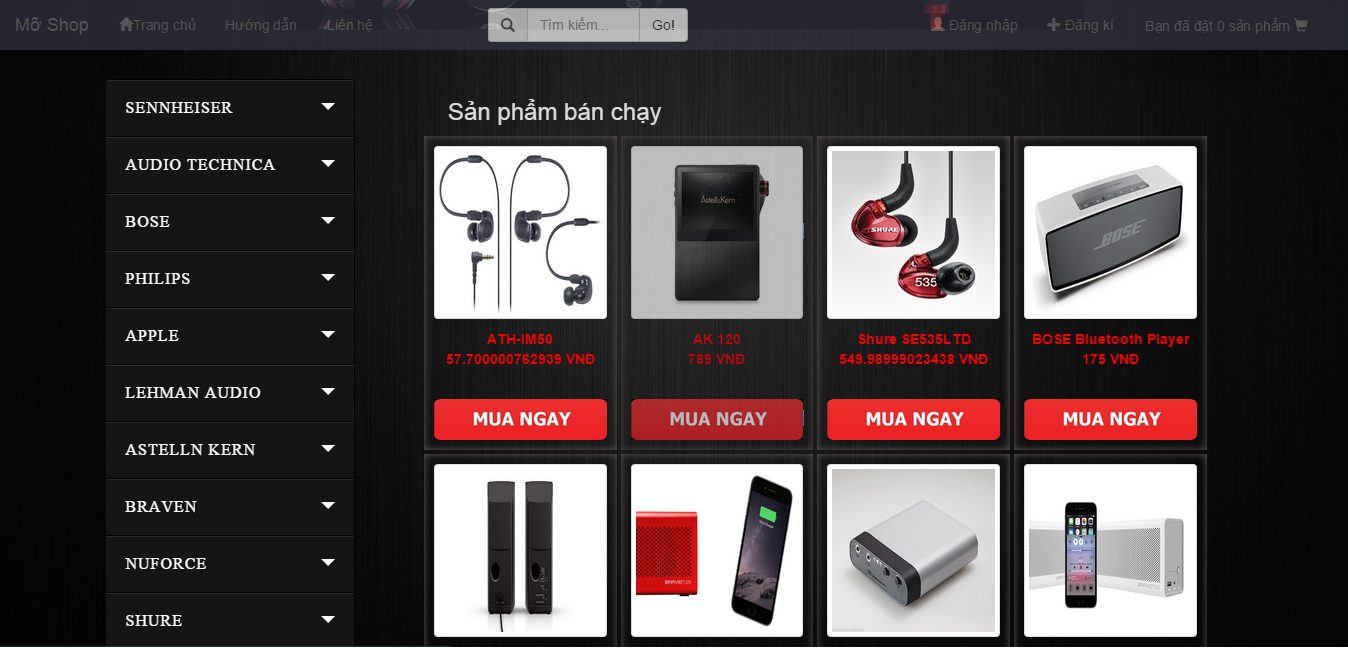 Mỡ Shop Trang chủ Hướng dẫn Liên hệ Tìm kiếm... Go! Đăng nhập Đăng kí Bạn đã đặt 0 sản phẩm
SENNHEISER
AUDIO TECHNICA
BOSE
PHILIPS
APPLE
LEHMAN AUDIO
ASTELLN KERN
BRAVEN
NUFORCE
SHURE
Sản phẩm bán chạy
Astell&Kern
SHURE
535
BOSE
ATH-IM50
57.700000762939 VNĐ
MUA NGAY
AK 120
789 VNĐ
MUA NGAY
Shure SE535LTD
549.98999023438 VNĐ
MUA NGAY
BOSE Bluetooth Player
175 VNĐ
MUA NGAY
BRAVEN